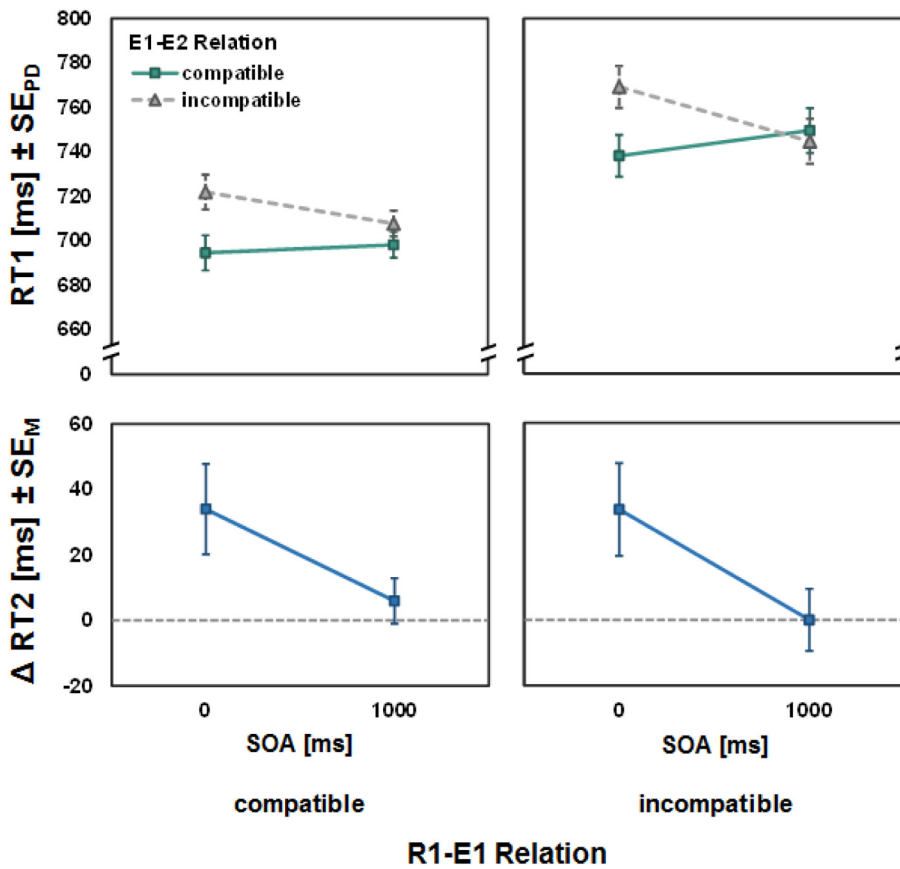 RT1 [ms] ± SE_PD
800
780
760
740
720
700
680
660
0
E1-E2 Relation
compatible
incompatible
Δ RT2 [ms] ± SE_M
60
40
20
0
-20
0 1000
SOA [ms]
compatible
0 1000
SOA [ms]
incompatible
R1-E1 Relation